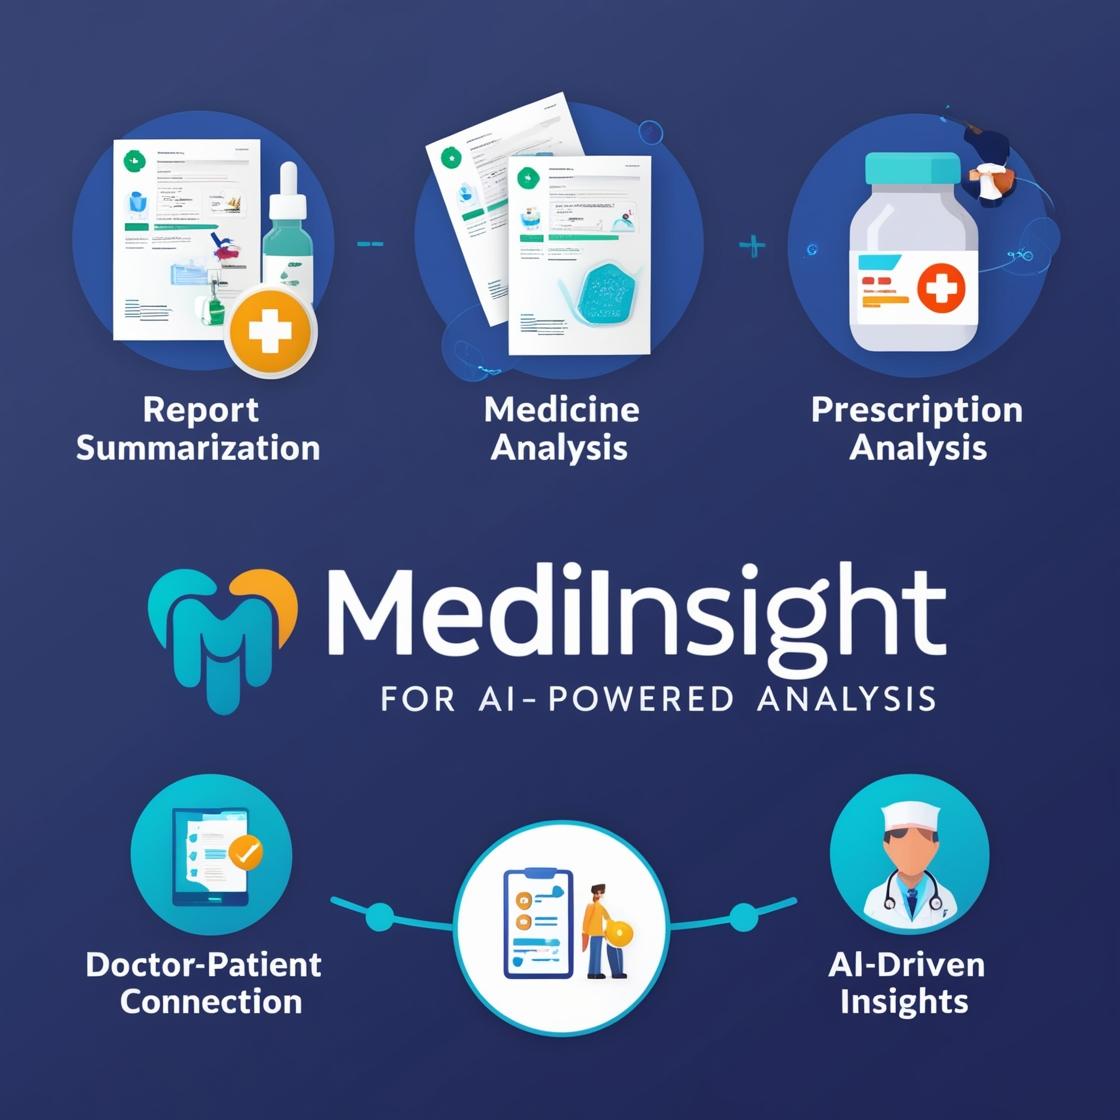 Report
Summarization
Medicine
Analysis
Prescription
Analysis
MediInsight
FOR AI-POWERED ANALYSIS
Doctor-Patient
Connection
AI-Driven
Insights